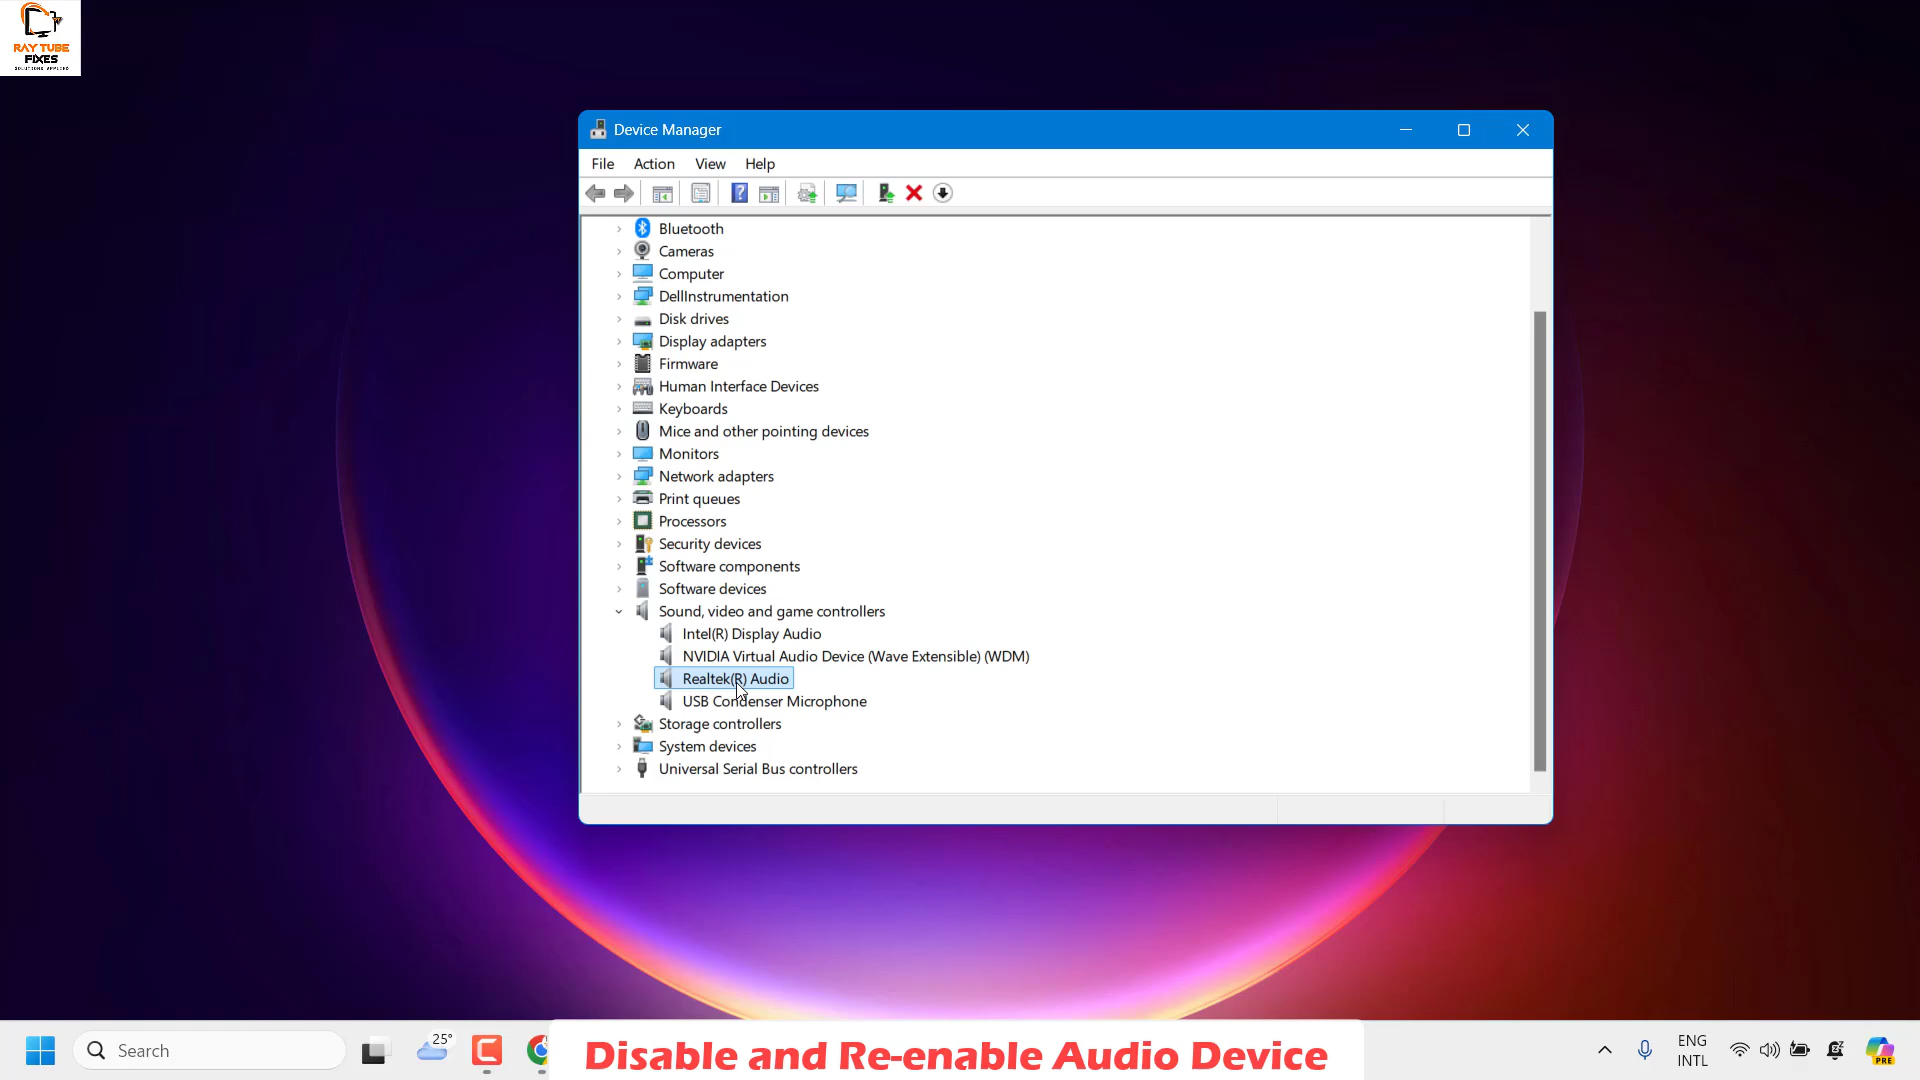 RAY TUBE
FIXES
SOLUTIONS APPLIED
Device Manager
File Action View Help
Bluetooth
Cameras
Computer
DellInstrumentation
Disk drives
Display adapters
Firmware
Human Interface Devices
Keyboards
Mice and other pointing devices
Monitors
Network adapters
Print queues
Processors
Security devices
Software components
Software devices
Sound, video and game controllers
Intel(R) Display Audio
NVIDIA Virtual Audio Device (Wave Extensible) (WDM)
Realtek(R) Audio
USB Condenser Microphone
Storage controllers
System devices
Universal Serial Bus controllers
Search
25°
Disable and Re-enable Audio Device
ENG
INTL
PRE